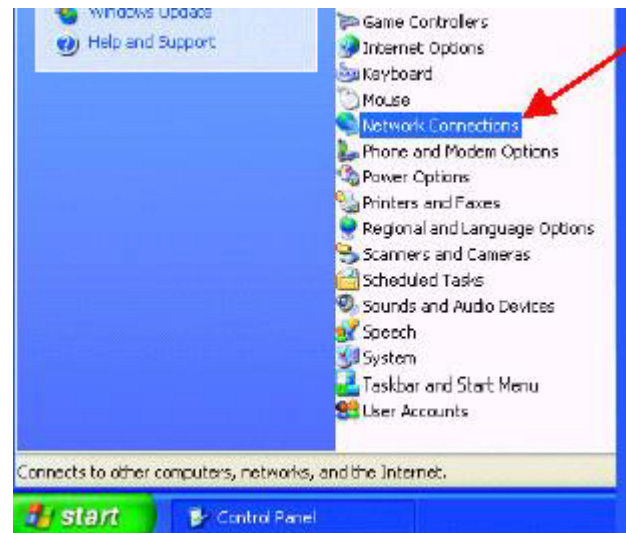 Windows Update
Help and Support
Game Controllers
Internet Options
Keyboard
Mouse
Network Connections
Phone and Modem Options
Power Options
Printers and Faxes
Regional and Language Options
Scanners and Cameras
Scheduled Tasks
Sounds and Audio Devices
Speech
System
Taskbar and Start Menu
User Accounts
Connects to other computers, networks, and the Internet.
start
Control Panel